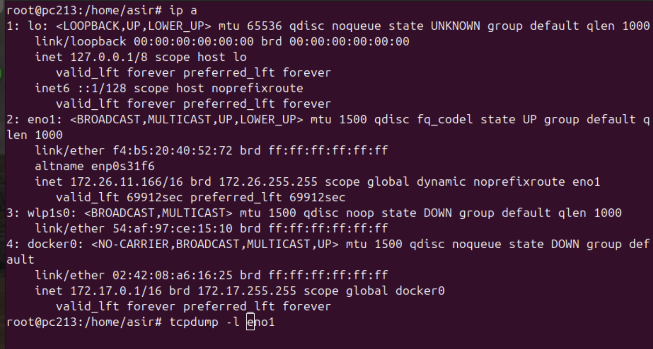 root@pc213:/home/asir# ip a
1: lo: <LOOPBACK,UP,LOWER_UP> mtu 65536 qdisc noqueue state UNKNOWN group default qlen 1000
    link/loopback 00:00:00:00:00:00 brd 00:00:00:00:00:00
    inet 127.0.0.1/8 scope host lo
       valid_lft forever preferred_lft forever
    inet6 ::1/128 scope host noprefixroute
       valid_lft forever preferred_lft forever
2: eno1: <BROADCAST,MULTICAST,UP,LOWER_UP> mtu 1500 qdisc fq_codel state UP group default q
len 1000
    link/ether f4:b5:20:40:52:72 brd ff:ff:ff:ff:ff:ff
    altname enp0s31f6
    inet 172.26.11.166/16 brd 172.26.255.255 scope global dynamic noprefixroute eno1
       valid_lft 69912sec preferred_lft 69912sec
3: wlp1s0: <BROADCAST,MULTICAST> mtu 1500 qdisc noop state DOWN group default qlen 1000
    link/ether 54:af:97:ce:15:10 brd ff:ff:ff:ff:ff:ff
4: docker0: <NO-CARRIER,BROADCAST,MULTICAST,UP> mtu 1500 qdisc noqueue state DOWN group def
ault
    link/ether 02:42:08:a6:16:25 brd ff:ff:ff:ff:ff:ff
    inet 172.17.0.1/16 brd 172.17.255.255 scope global docker0
       valid_lft forever preferred_lft forever
root@pc213:/home/asir# tcpdump -l eno1